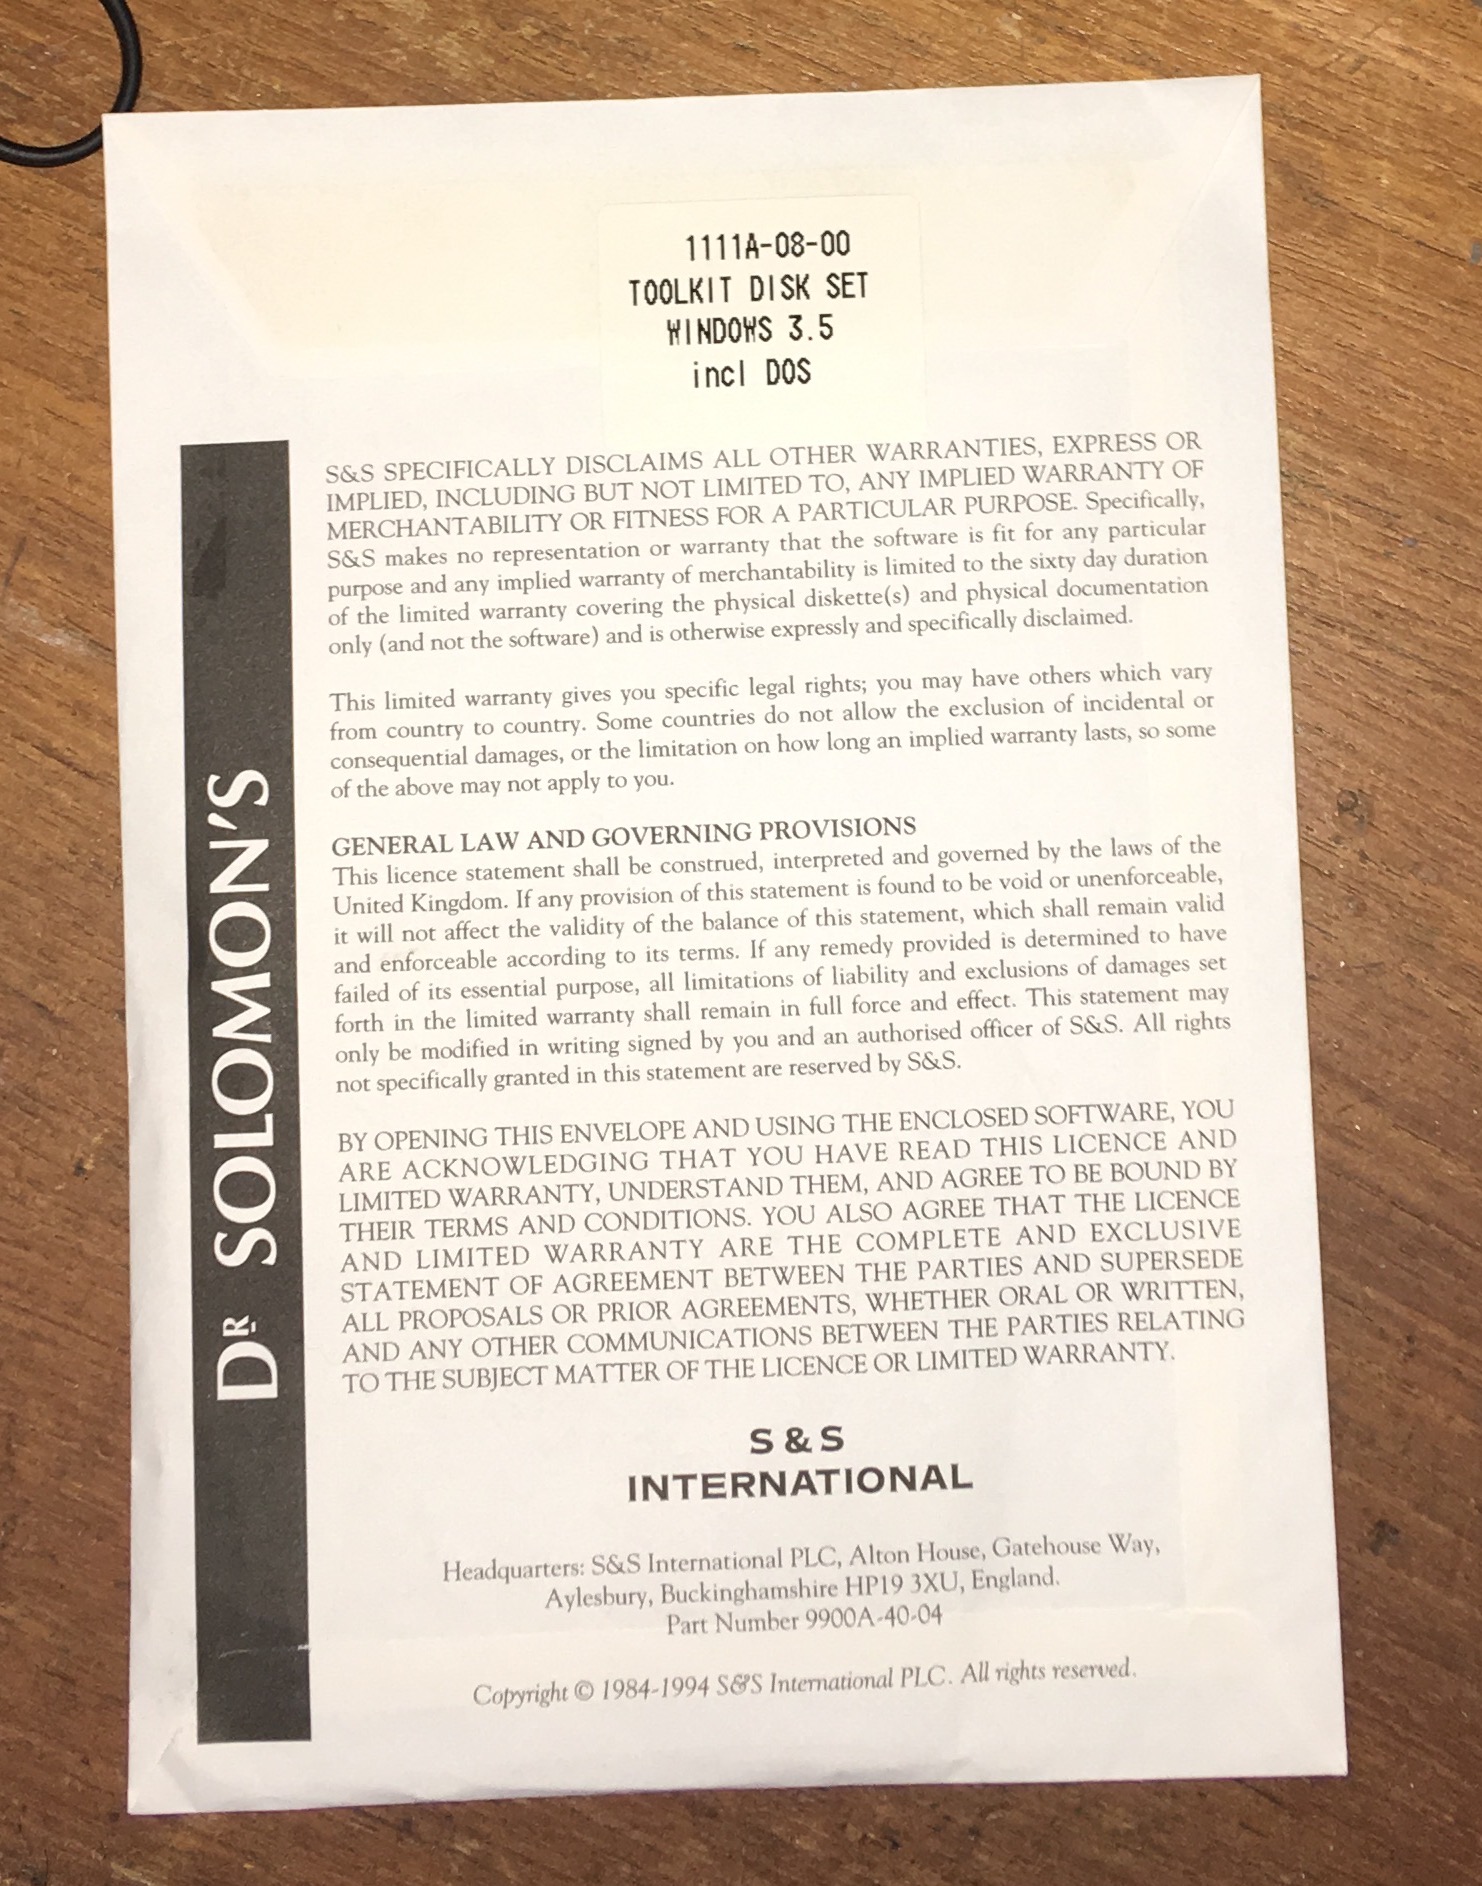 1111A-08-00
TOOLKIT DISK SET
WINDOWS 3.5
incl DOS
S&S SPECIFICALLY DISCLAIMS ALL OTHER WARRANTIES, EXPRESS OR
IMPLIED, INCLUDING BUT NOT LIMITED TO, ANY IMPLIED WARRANTY OF
MERCHANTABILITY OR FITNESS FOR A PARTICULAR PURPOSE. Specifically,
S&S makes no representation or warranty that the software is fit for any particular
purpose and any implied warranty of merchantability is limited to the sixty day duration
of the limited warranty covering the physical diskette(s) and physical documentation
only (and not the software) and is otherwise expressly and specifically disclaimed.
This limited warranty gives you specific legal rights; you may have others which vary
from country to country. Some countries do not allow the exclusion of incidental or
consequential damages, or the limitation on how long an implied warranty lasts, so some
of the above may not apply to you.
GENERAL LAW AND GOVERNING PROVISIONS
This licence statement shall be construed, interpreted and governed by the laws of the
United Kingdom. If any provision of this statement is found to be void or unenforceable,
it will not affect the validity of the balance of this statement, which shall remain valid
and enforceable according to its terms. If any remedy provided is determined to have
failed of its essential purpose, all limitations of liability and exclusions of damages set
forth in the limited warranty shall remain in full force and effect. This statement may
only be modified in writing signed by you and an authorised officer of S&S. All rights
not specifically granted in this statement are reserved by S&S.
BY OPENING THIS ENVELOPE AND USING THE ENCLOSED SOFTWARE, YOU
ARE ACKNOWLEDGING THAT YOU HAVE READ THIS LICENCE AND
LIMITED WARRANTY, UNDERSTAND THEM, AND AGREE TO BE BOUND BY
THEIR TERMS AND CONDITIONS. YOU ALSO AGREE THAT THE LICENCE
AND LIMITED WARRANTY ARE THE COMPLETE AND EXCLUSIVE
STATEMENT OF AGREEMENT BETWEEN THE PARTIES AND SUPERSEDE
ALL PROPOSALS OR PRIOR AGREEMENTS, WHETHER ORAL OR WRITTEN,
AND ANY OTHER COMMUNICATIONS BETWEEN THE PARTIES RELATING
TO THE SUBJECT MATTER OF THE LICENCE OR LIMITED WARRANTY.
S & S
INTERNATIONAL
Headquarters: S&S International PLC, Alton House, Gatehouse Way,
Aylesbury, Buckinghamshire HP19 3XU, England.
Part Number 9900A-40-04
Copyright © 1984-1994 S&S International PLC. All rights reserved.
DR SOLOMON'S